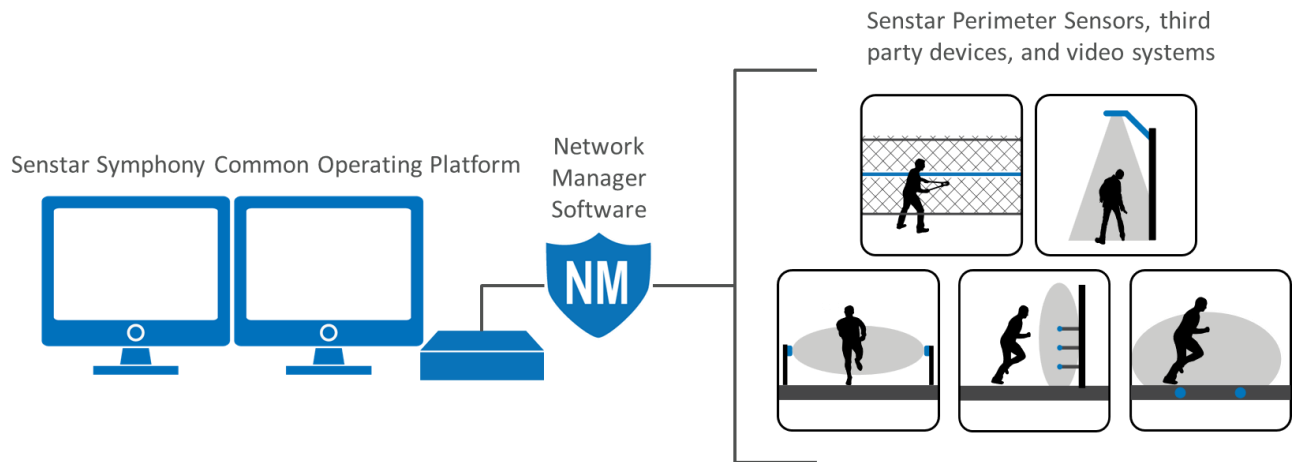 Senstar Symphony Common Operating Platform
Network
Manager
Software
NM
Senstar Perimeter Sensors, third
party devices, and video systems